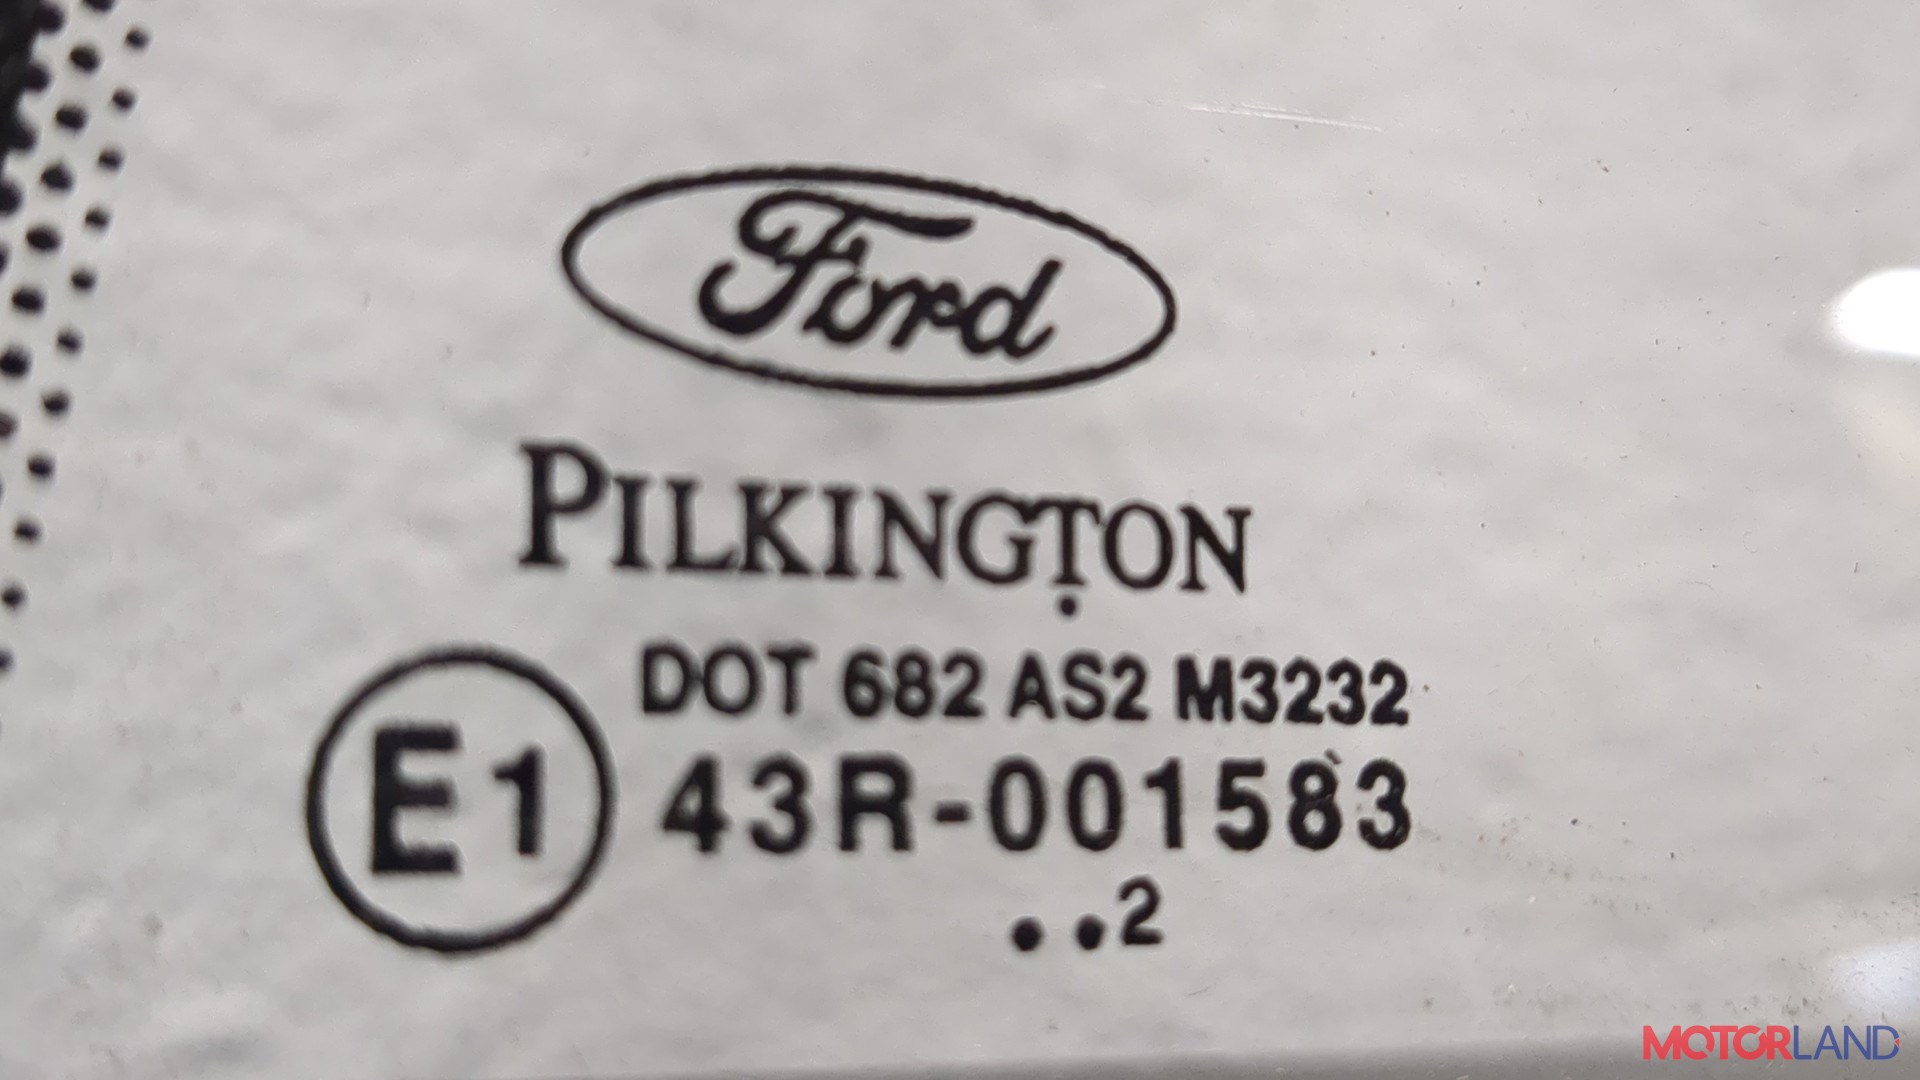 Ford
PILKINGTON
DOT 682 AS2 M3232
E1 43R-001583
..2
MOTORLAND